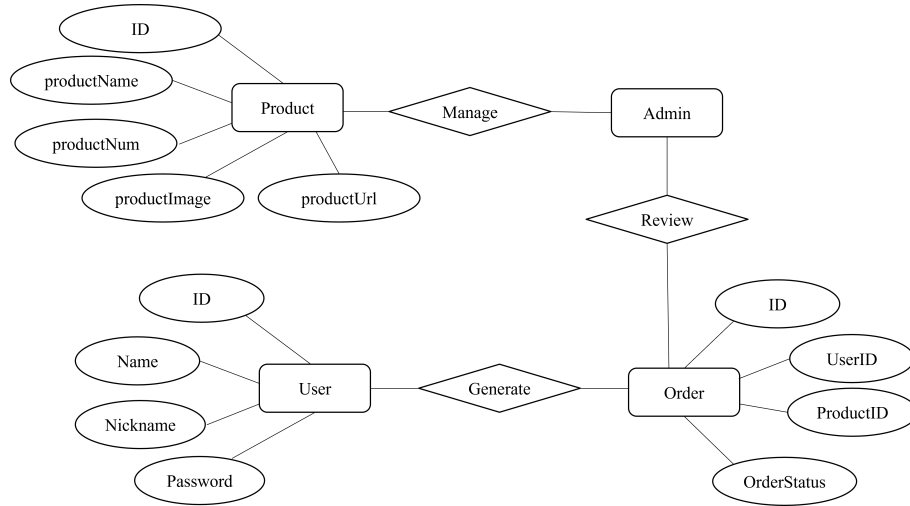 ID
productName
Product
Manage
Admin
productNum
productImage
productUrl
Review
ID
ID
Name
UserID
User
Generate
Order
ProductID
Nickname
Password
OrderStatus